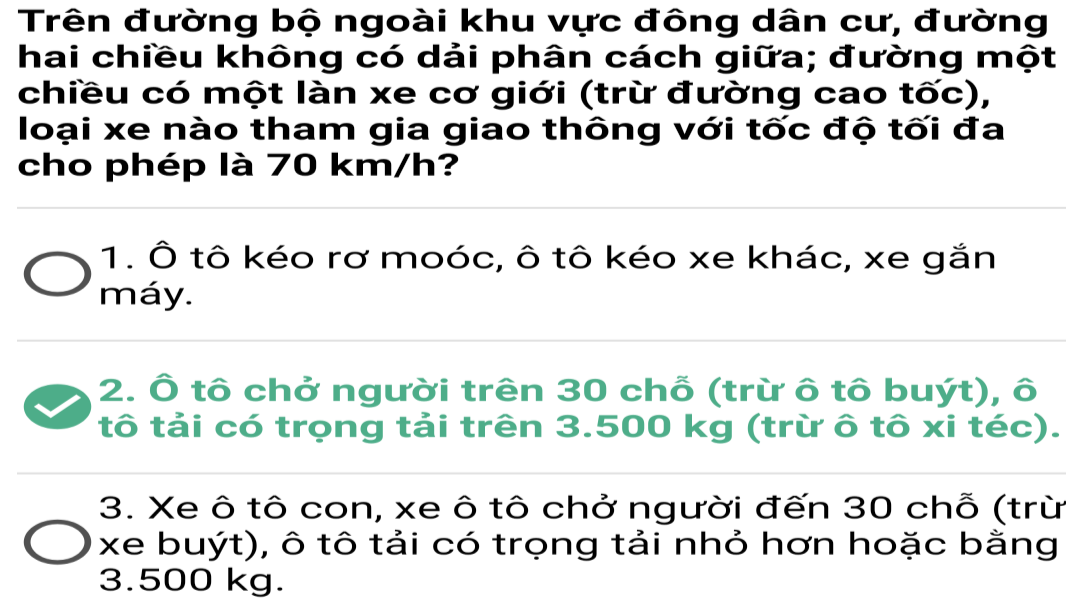 Trên đường bộ ngoài khu vực đông dân cư, đường
hai chiều không có dải phân cách giữa; đường một
chiều có một làn xe cơ giới (trừ đường cao tốc),
loại xe nào tham gia giao thông với tốc độ tối đa
cho phép là 70 km/h?
1. Ô tô kéo rơ moóc, ô tô kéo xe khác, xe gắn
máy.
2. Ô tô chở người trên 30 chỗ (trừ ô tô buýt), ô
tô tải có trọng tải trên 3.500 kg (trừ ô tô xi téc).
3. Xe ô tô con, xe ô tô chở người đến 30 chỗ (trừ
xe buýt), ô tô tải có trọng tải nhỏ hơn hoặc bằng
3.500 kg.